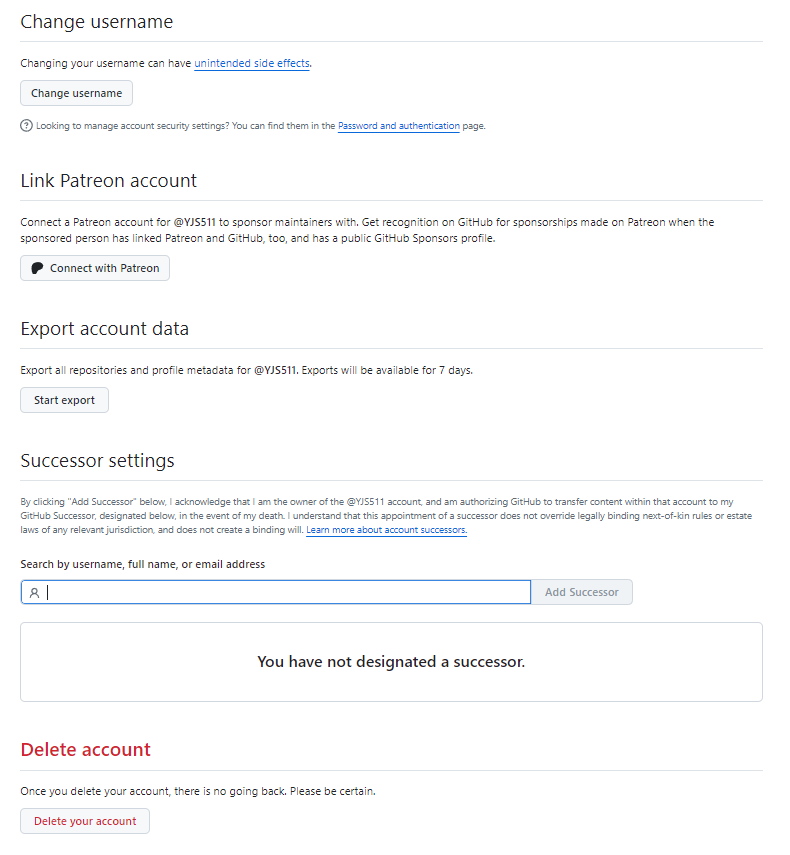 Change username
Changing your username can have unintended side effects.
Change username
Looking to manage account security settings? You can find them in the Password and authentication page.
Link Patreon account
Connect a Patreon account for @YJS511 to sponsor maintainers with. Get recognition on GitHub for sponsorships made on Patreon when the
sponsored person has linked Patreon and GitHub, too, and has a public GitHub Sponsors profile.
Connect with Patreon
Export account data
Export all repositories and profile metadata for @YJS511. Exports will be available for 7 days.
Start export
Successor settings
By clicking "Add Successor" below, I acknowledge that I am the owner of the @YJS511 account, and am authorizing GitHub to transfer content within that account to my
GitHub Successor, designated below, in the event of my death. I understand that this appointment of a successor does not override legally binding next-of-kin rules or estate
laws of any relevant jurisdiction, and does not create a binding will. Learn more about account successors.
Search by username, full name, or email address
Add Successor
You have not designated a successor.
Delete account
Once you delete your account, there is no going back. Please be certain.
Delete your account